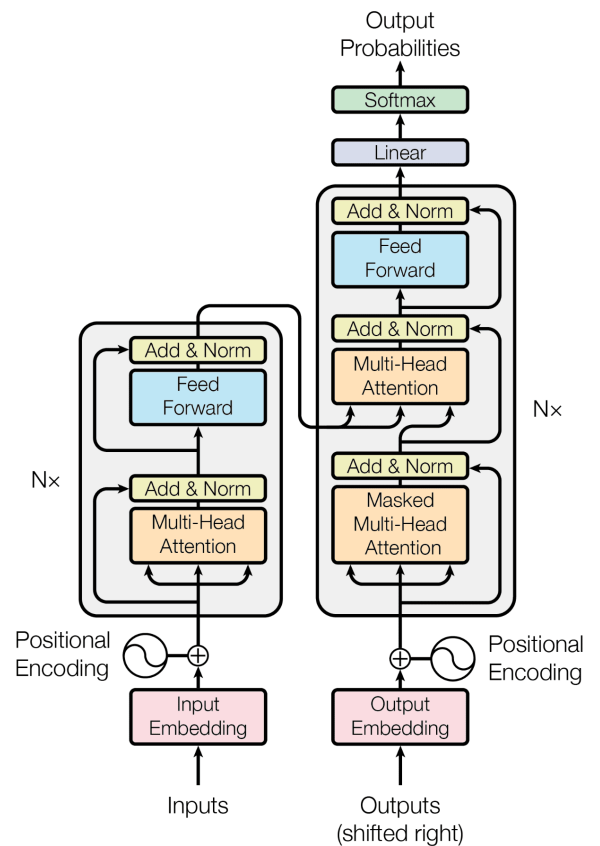 Output
Probabilities
Softmax
Linear
Add & Norm
Feed
Forward
Add & Norm
Multi-Head
Attention
Add & Norm
Masked
Multi-Head
Attention
N×
Add & Norm
Feed
Forward
Add & Norm
Multi-Head
Attention
N×
Positional
Encoding
Positional
Encoding
Input
Embedding
Output
Embedding
Inputs
Outputs
(shifted right)